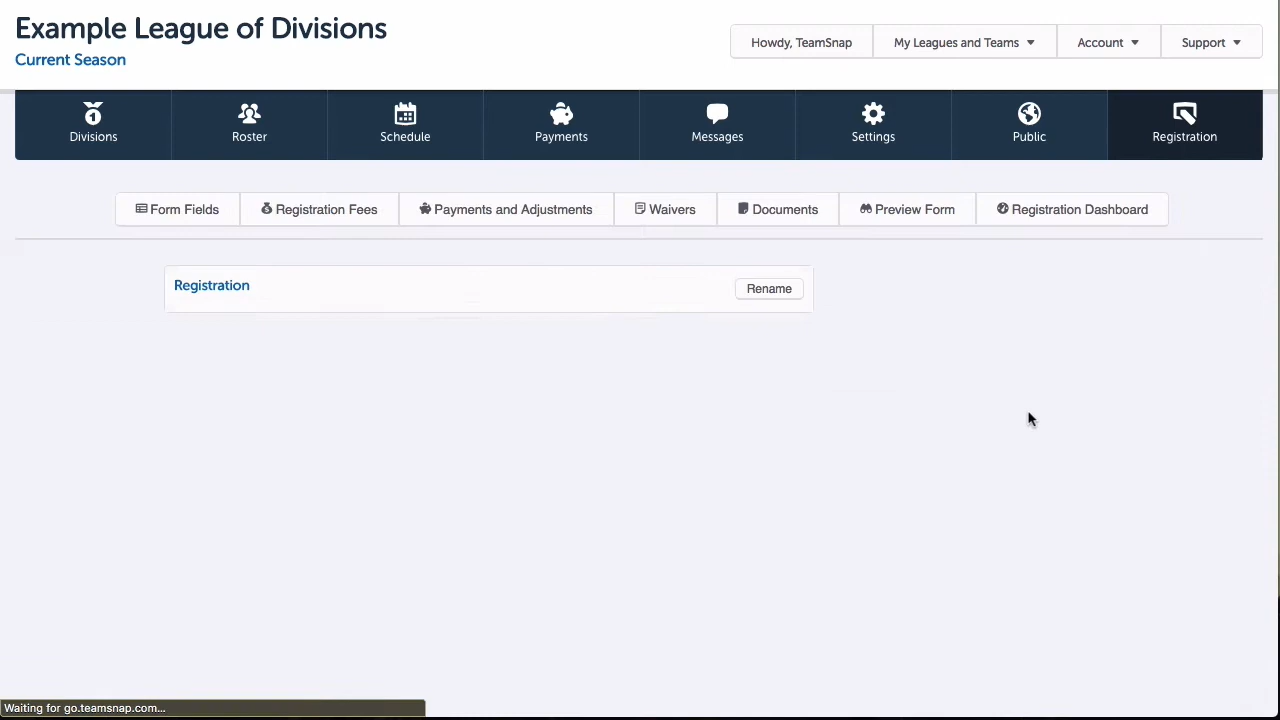 Example League of Divisions
Current Season
Howdy, TeamSnap
My Leagues and Teams
Account
Support
1
Divisions
Roster
Schedule
Payments
Messages
Settings
Public
Registration
Form Fields
Registration Fees
Payments and Adjustments
Waivers
Documents
Preview Form
Registration Dashboard
Registration
Rename
Waiting for go.teamsnap.com...